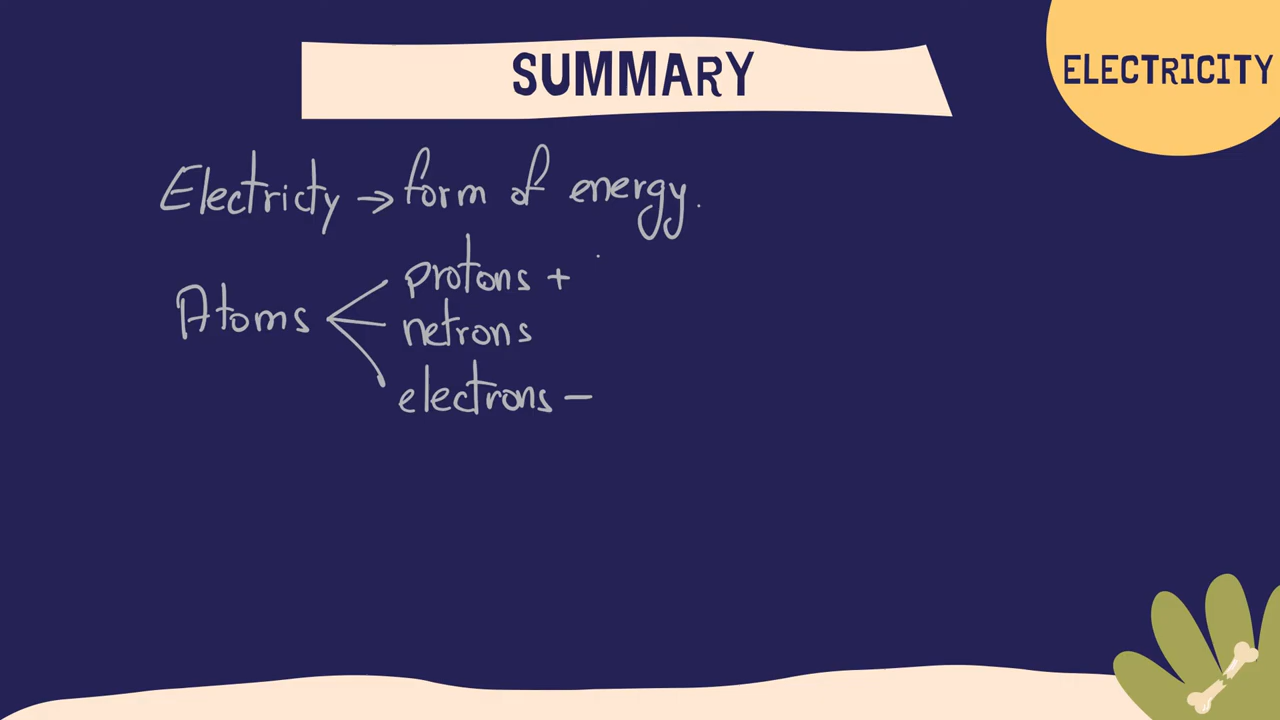 SUMMARY
ELECTRICITY
Electricty → form of energy.
Atoms
protons +
netrons
electrons −